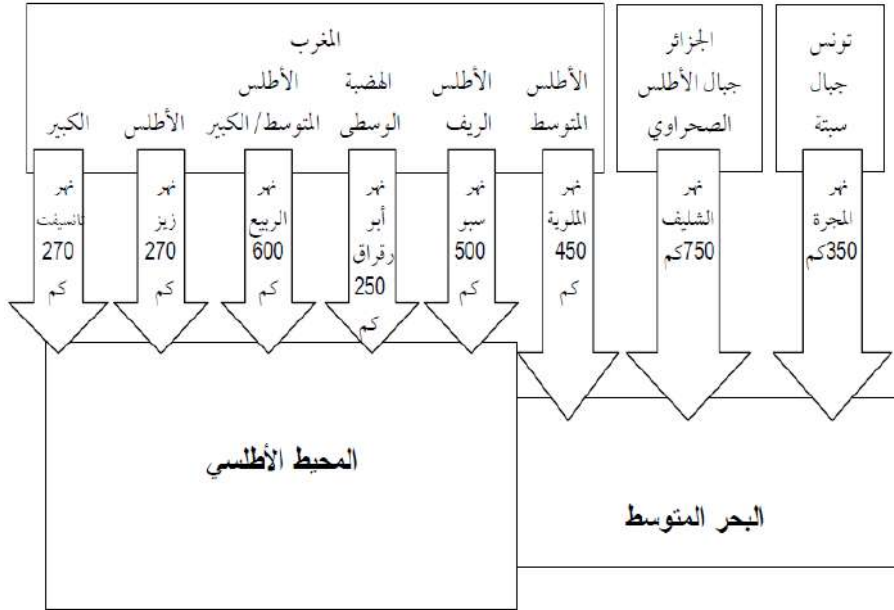 تونس
جبال
سبتة
الجزائر
جبال الأطلس
الصحراوي
المغرب
الأطلس
المتوسط
الأطلس
الريف
الهضبة
الوسطى
الأطلس
المتوسط/ الكبير
الأطلس
الكبير
نهر
المجرة
350كم
نهر
الشليف
750كم
نهر
الملوية
450
كم
نهر
سبو
500
كم
نهر
أبو
رقراق
250
كم
نهر
الربيع
600
كم
نهر
زيز
270
كم
نهر
تانسيفت
270
كم
المحيط الأطلسي
البحر المتوسط